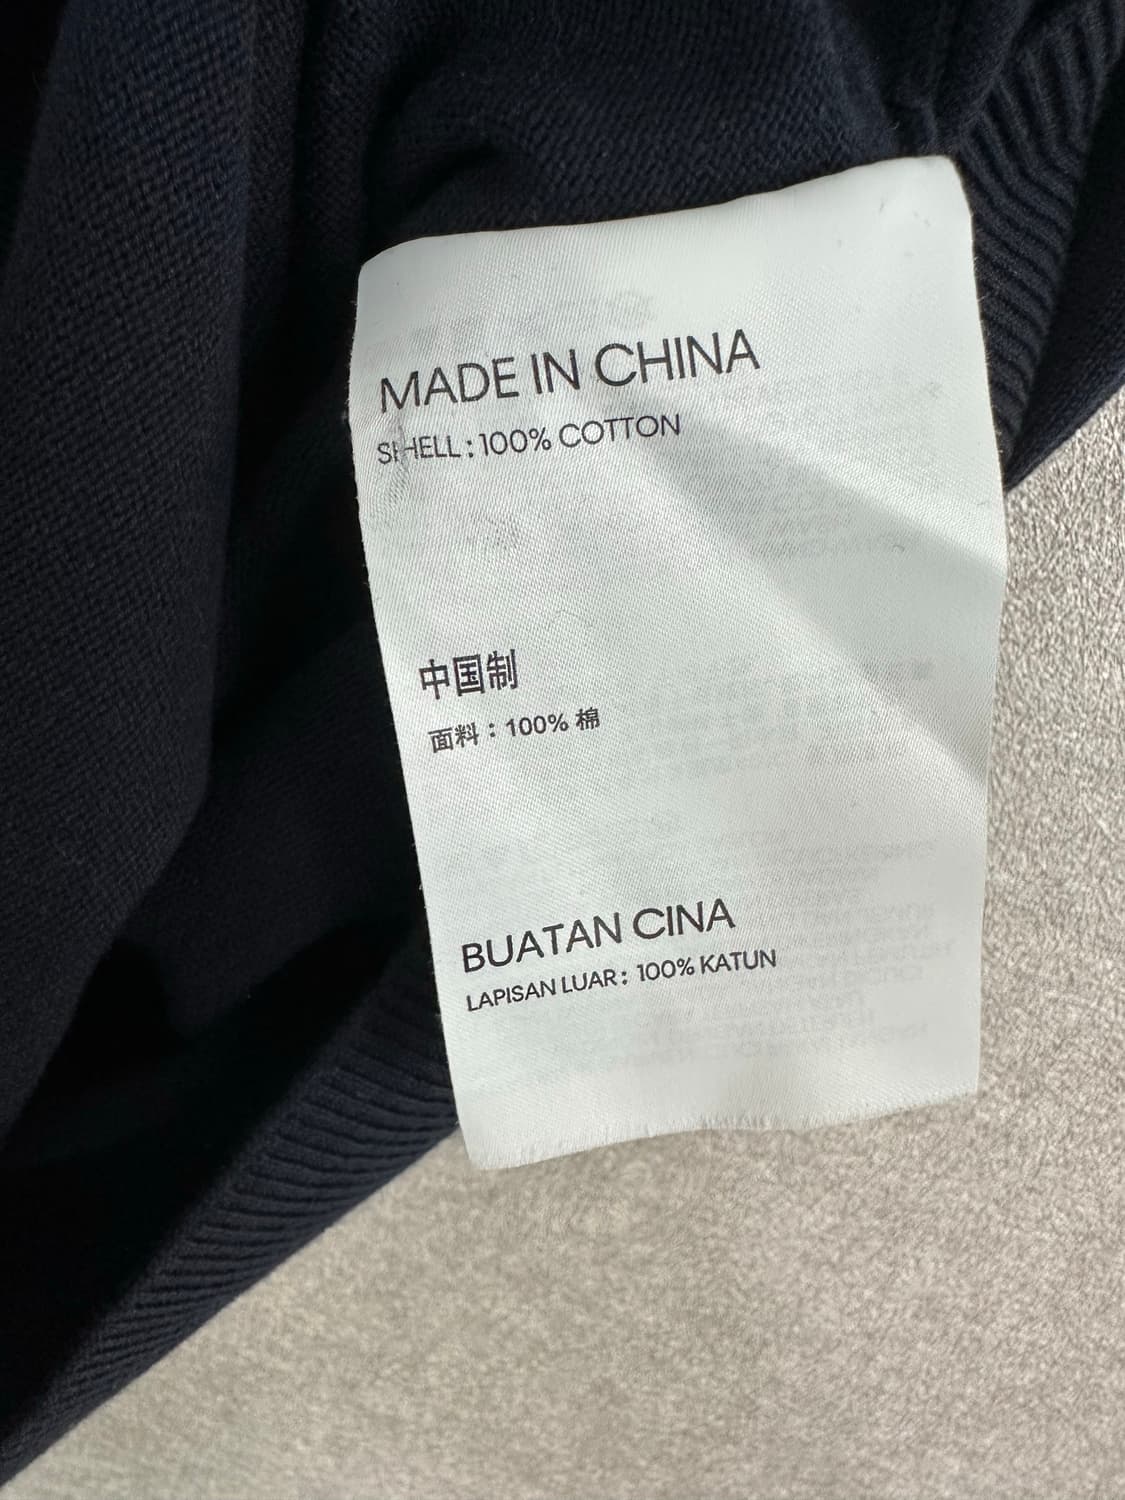 MADE IN CHINA
SHELL : 100% COTTON
中国制
面料：100% 棉
BUATAN CINA
LAPISAN LUAR : 100% KATUN